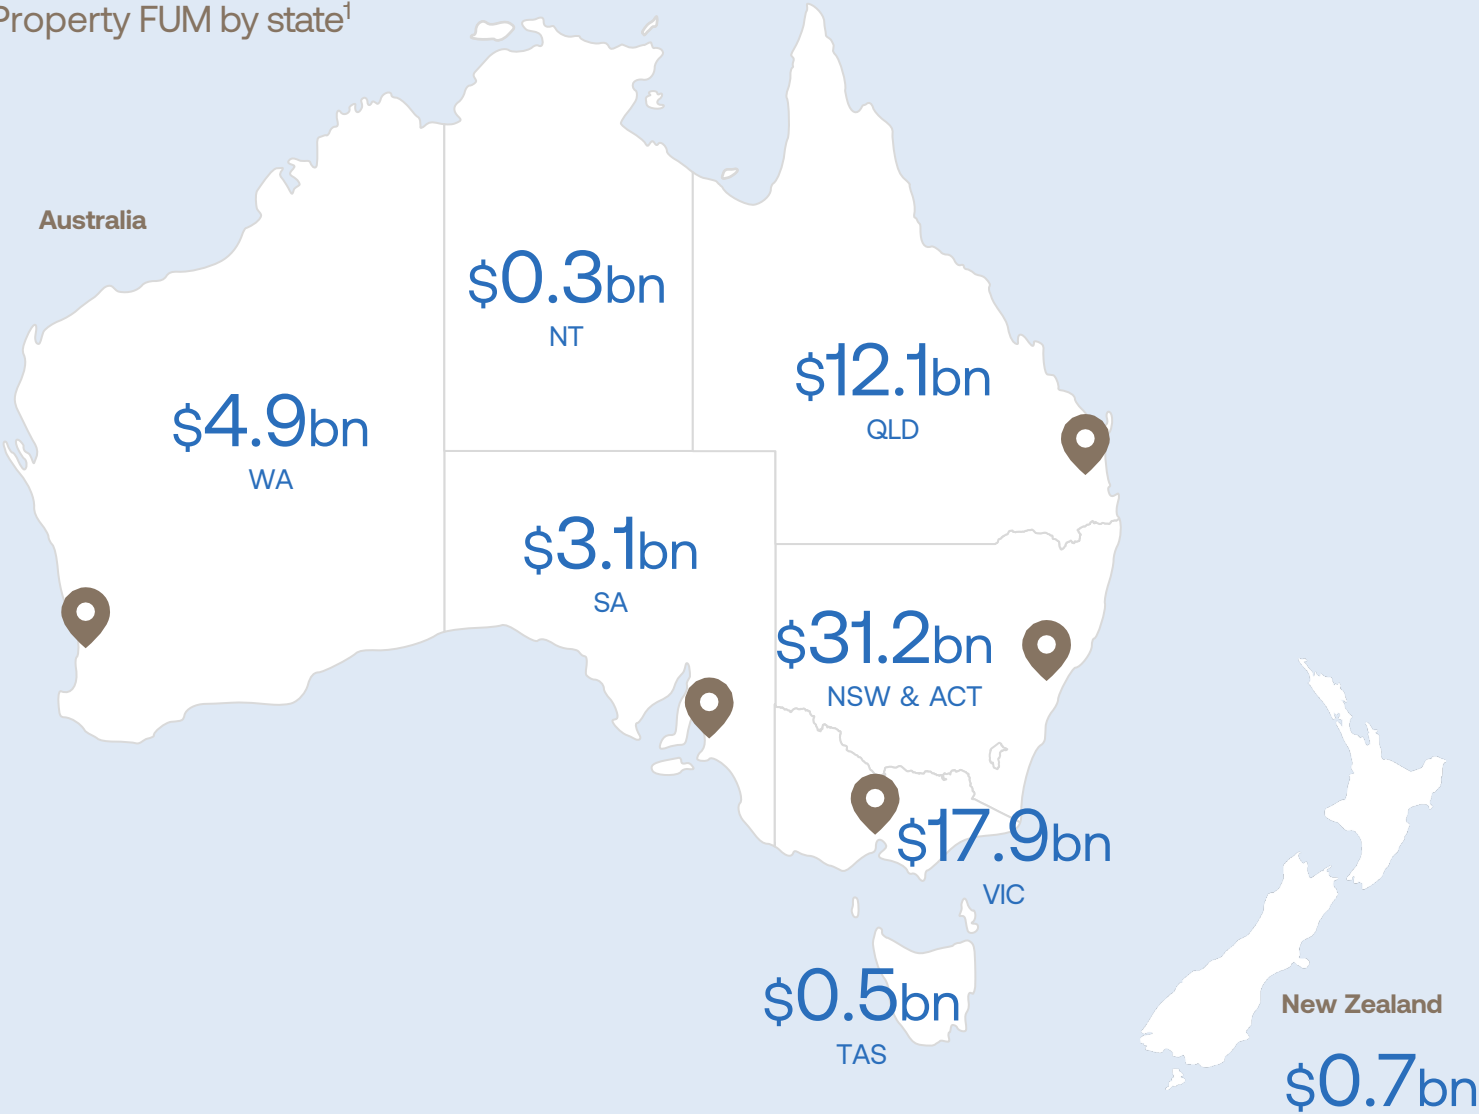 Property FUM by state¹
Australia
$0.3bn
NT
$12.1bn
QLD
$4.9bn
WA
$3.1bn
SA
$31.2bn
NSW & ACT
$17.9bn
VIC
$0.5bn
TAS
New Zealand
$0.7bn